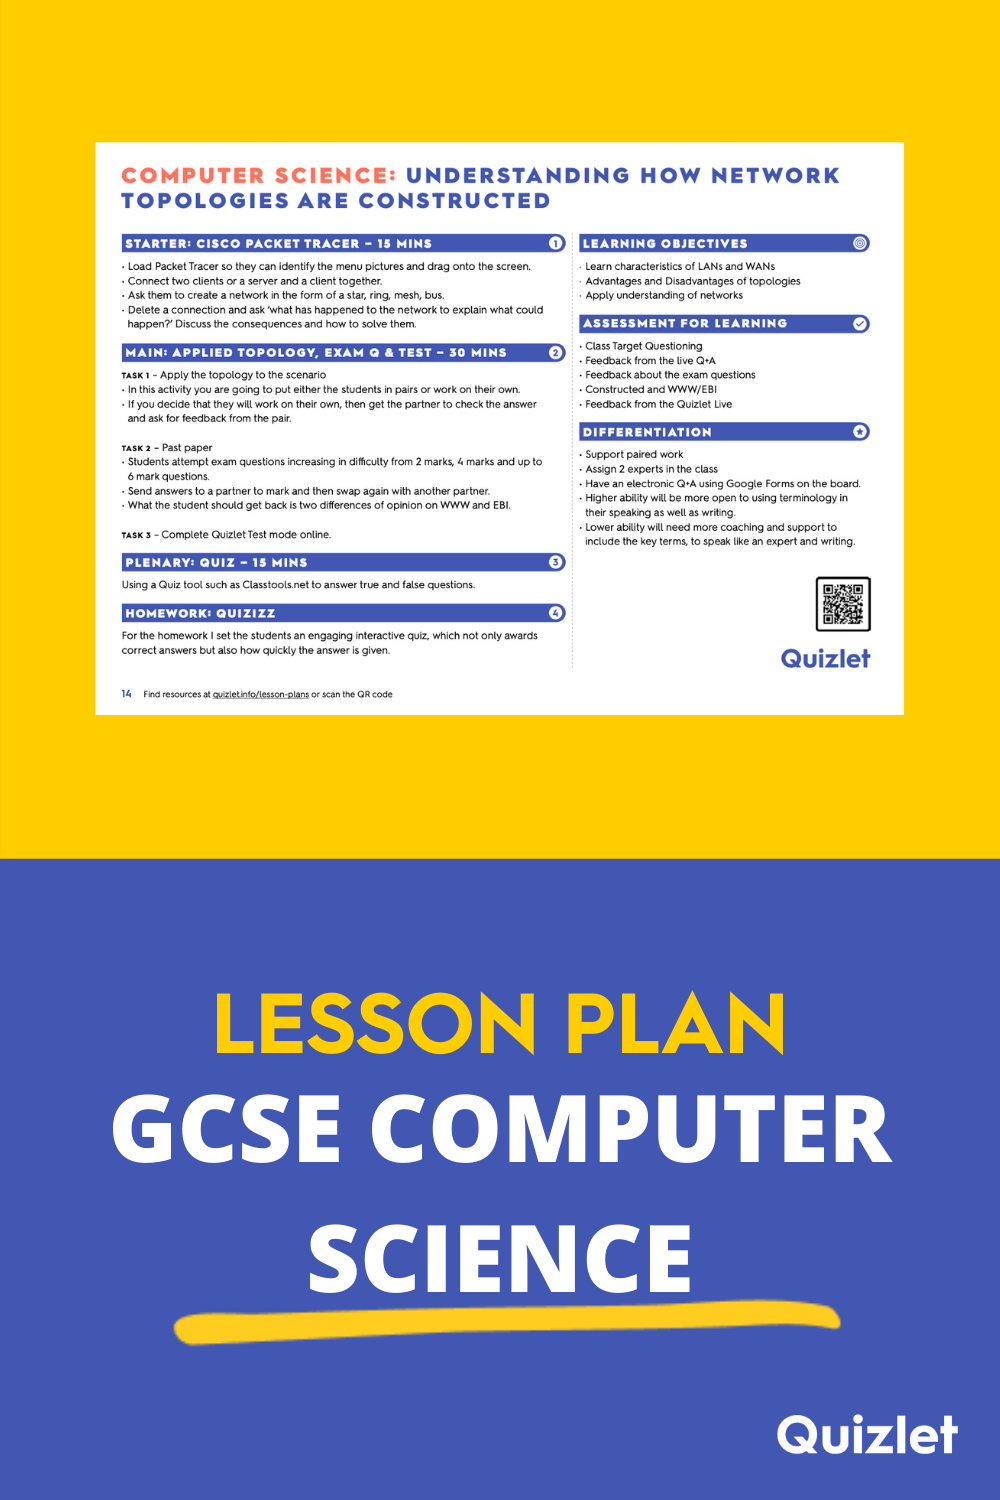 COMPUTER SCIENCE: UNDERSTANDING HOW NETWORK
TOPOLOGIES ARE CONSTRUCTED
STARTER: CISCO PACKET TRACER – 15 MINS 1
• Load Packet Tracer so they can identify the menu pictures and drag onto the screen.
• Connect two clients or a server and a client together.
• Ask them to create a network in the form of a star, ring, mesh, bus.
• Delete a connection and ask ‘what has happened to the network to explain what could
happen?’ Discuss the consequences and how to solve them.
MAIN: APPLIED TOPOLOGY, EXAM Q & TEST – 30 MINS 2
TASK 1 – Apply the topology to the scenario
• In this activity you are going to put either the students in pairs or work on their own.
• If you decide that they will work on their own, then get the partner to check the answer
and ask for feedback from the pair.
TASK 2 – Past paper
• Students attempt exam questions increasing in difficulty from 2 marks, 4 marks and up to
6 mark questions.
• Send answers to a partner to mark and then swap again with another partner.
• What the student should get back is two differences of opinion on WWW and EBI.
TASK 3 – Complete Quizlet Test mode online.
PLENARY: QUIZ – 15 MINS 3
Using a Quiz tool such as Classtools.net to answer true and false questions.
HOMEWORK: QUIZIZZ 4
For the homework I set the students an engaging interactive quiz, which not only awards
correct answers but also how quickly the answer is given.
LEARNING OBJECTIVES
• Learn characteristics of LANs and WANs
• Advantages and Disadvantages of topologies
• Apply understanding of networks
ASSESSMENT FOR LEARNING
• Class Target Questioning
• Feedback from the live Q+A
• Feedback about the exam questions
• Constructed and WWW/EBI
• Feedback from the Quizlet Live
DIFFERENTIATION
• Support paired work
• Assign 2 experts in the class
• Have an electronic Q+A using Google Forms on the board.
• Higher ability will be more open to using terminology in
their speaking as well as writing.
• Lower ability will need more coaching and support to
include the key terms, to speak like an expert and writing.
Quizlet
14 Find resources at quizlet.info/lesson-plans or scan the QR code
LESSON PLAN
GCSE COMPUTER
SCIENCE
Quizlet